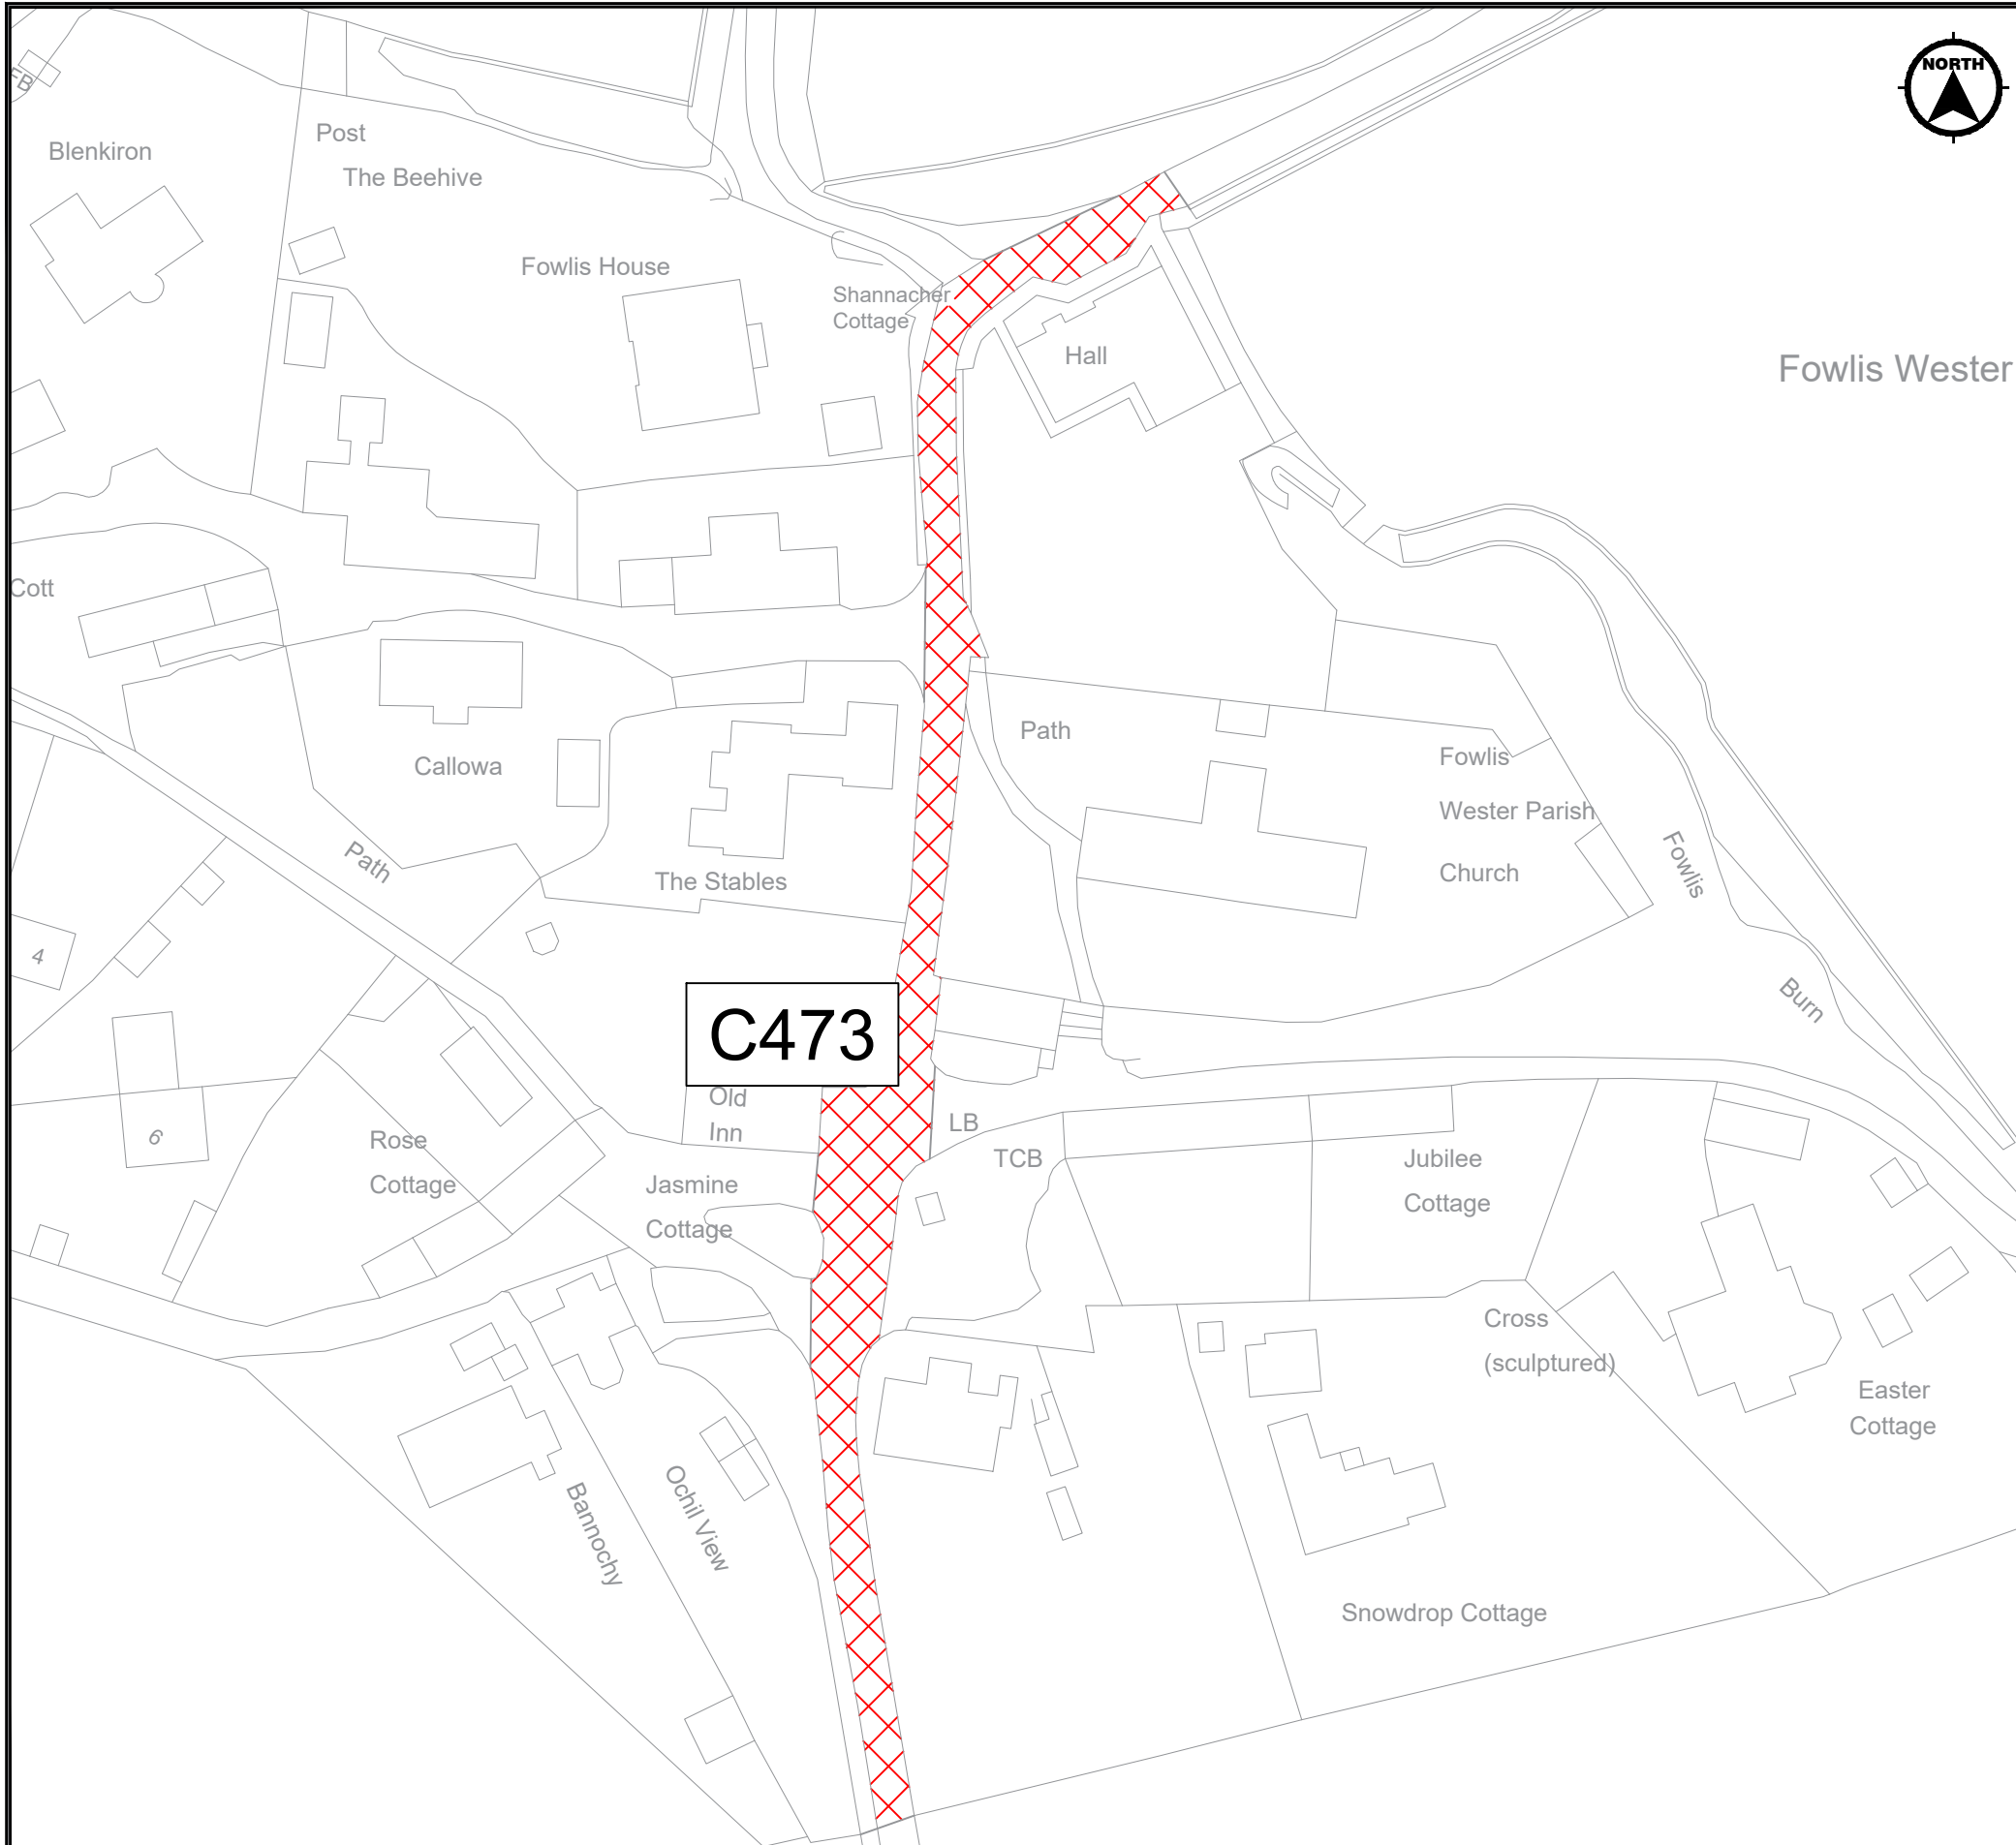 NORTH
FB
Post
Blenkiron
The Beehive
Fowlis House
Shannacher
Cottage
Hall
Fowlis Wester
Cott
Path
Callowa
Fowlis
Wester Parish
Church
Path
The Stables
Fowlis
4
Burn
C473
Old
Inn
LB
6
Rose
Cottage
TCB
Jasmine
Cottage
Jubilee
Cottage
Cross
(sculptured)
Easter
Cottage
Bannochy
Ochil View
Snowdrop Cottage